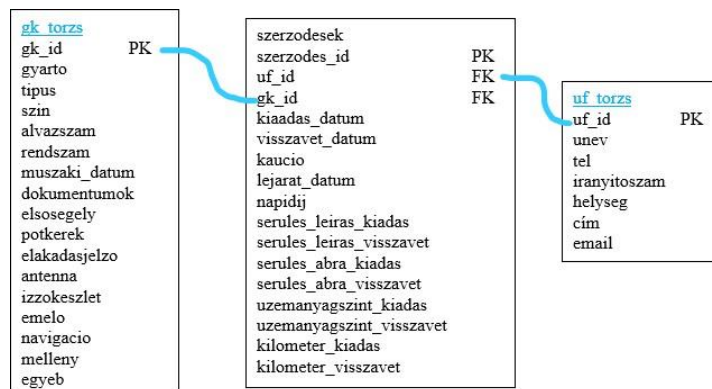 gk_torzs
gk_id PK
gyarto
tipus
szin
alvazszam
rendszam
muszaki_datum
dokumentumok
elsosegely
potkerek
elakadasjelzo
antenna
izzokeszlet
emelo
navigacio
melleny
egyeb
szerzodesek
szerzodes_id PK
uf_id FK
gk_id FK
kiaadas_datum
visszavet_datum
kaucio
lejarat_datum
napidij
serules_leiras_kiadas
serules_leiras_visszavet
serules_abra_kiadas
serules_abra_visszavet
uzemanyagszint_kiadas
uzemanyagszint_visszavet
kilometer_kiadas
kilometer_visszavet
uf_torzs
uf_id PK
unev
tel
iranyitoszam
helyseg
cím
email